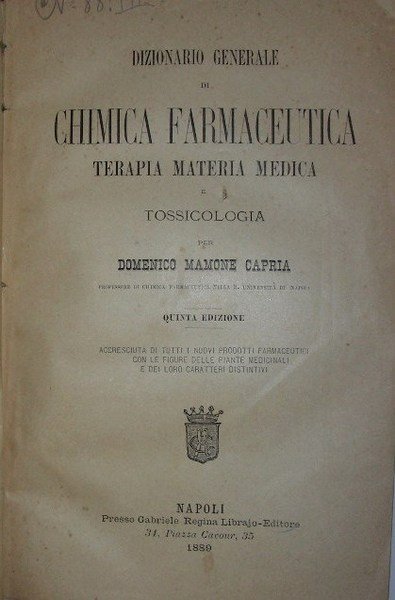 Nº 88.
DIZIONARIO GENERALE
DI
CHIMICA FARMACEUTICA
TERAPIA MATERIA MEDICA
E
TOSSICOLOGIA
PER
DOMENICO MAMONE CAPRIA
PROFESSORE DI CHIMICA FARMACEUTICA NELLA R. UNIVERSITÀ DI NAPOLI
QUINTA EDIZIONE
ACCRESCIUTA DI TUTTI I NUOVI PRODOTTI FARMACEUTICI
CON LE FIGURE DELLE PIANTE MEDICINALI
E DEI LORO CARATTERI DISTINTIVI
NAPOLI
Presso Gabriele Regina Librajo-Editore
34, Piazza Cavour, 35
1889